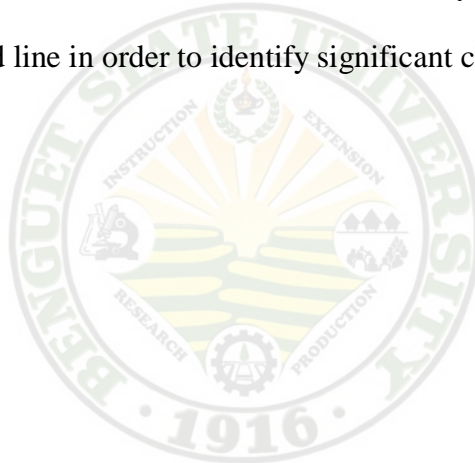 d line in order to identify significant c
BENGUET STATE UNIVERSITY
INSTRUCTION
EXTENSION
RESEARCH
PRODUCTION
· 1916 ·